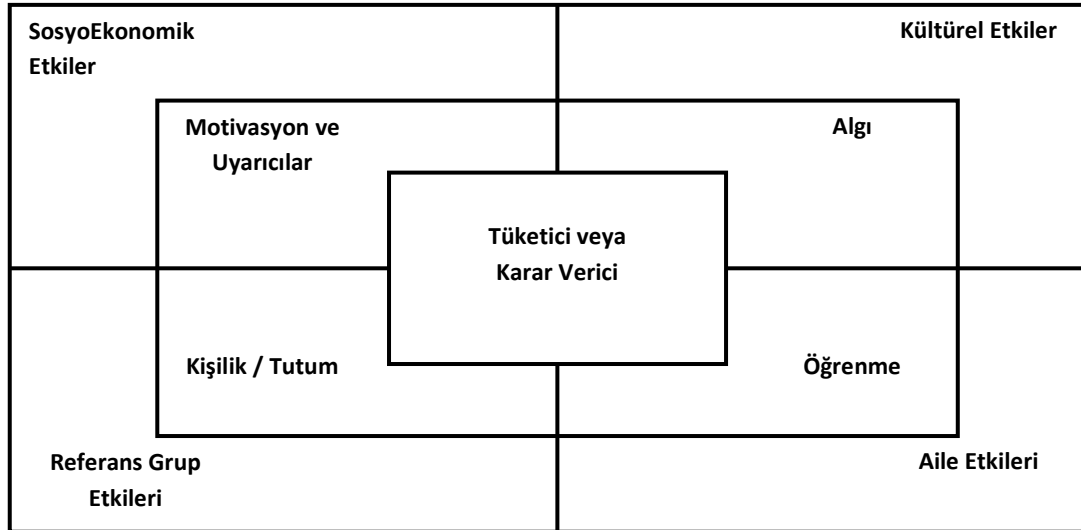 SosyoEkonomik
Etkiler
Kültürel Etkiler
Motivasyon ve
Uyarıcılar
Algı
Tüketici veya
Karar Verici
Kişilik / Tutum
Öğrenme
Referans Grup
Etkileri
Aile Etkileri